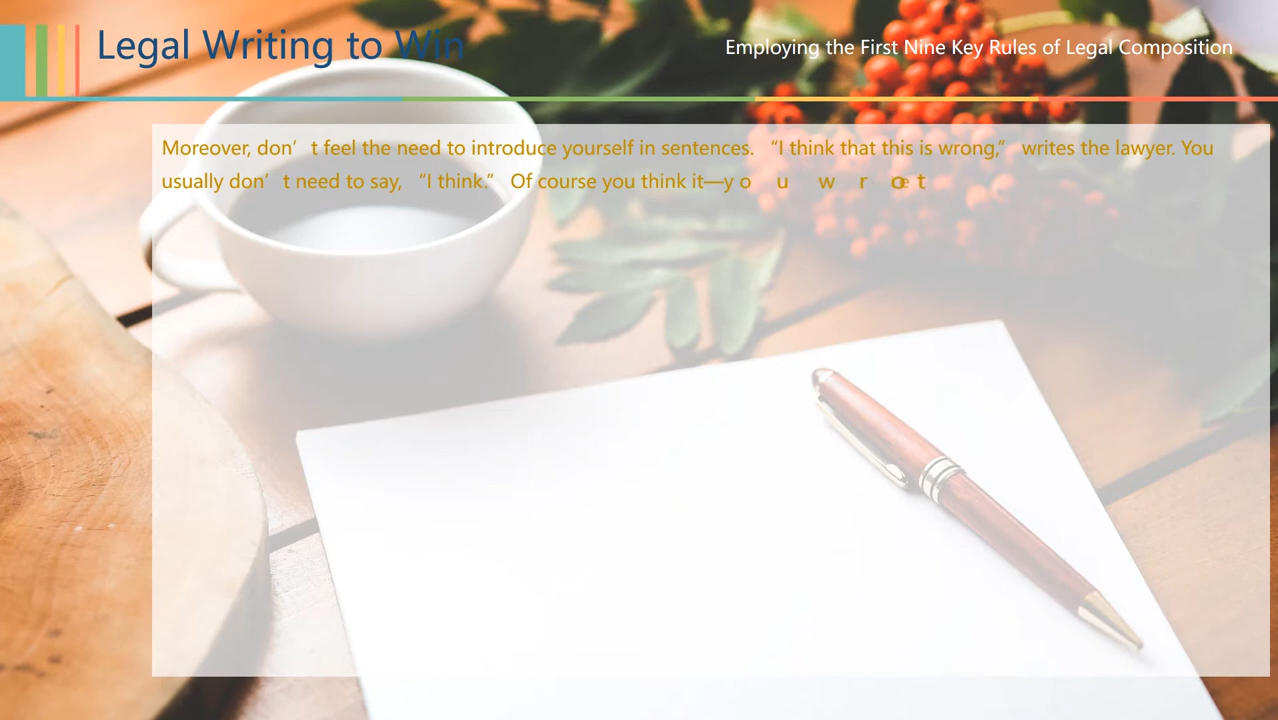 Legal Writing to Win
Employing the First Nine Key Rules of Legal Composition
Moreover, don’t feel the need to introduce yourself in sentences. “I think that this is wrong,” writes the lawyer. You
usually don’t need to say, “I think.” Of course you think it—you